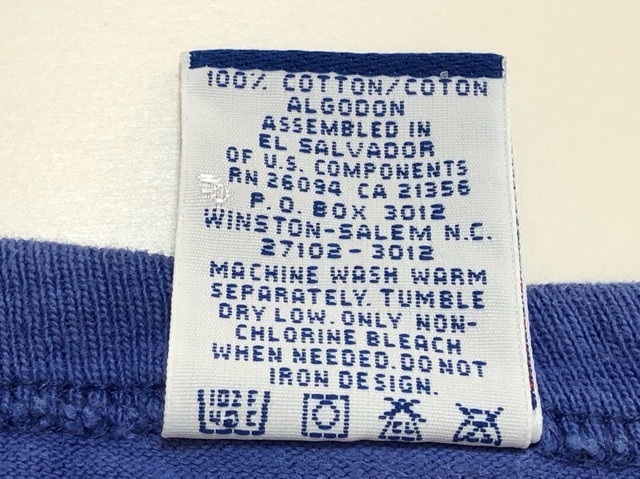 100% COTTON/COTON
ALGODON
ASSEMBLED IN
EL SALVADOR
OF U.S. COMPONENTS
RN 26094 CA 21356
P.O. BOX 3012
WINSTON-SALEM N.C.
27102-3012
MACHINE WASH WARM
SEPARATELY. TUMBLE
DRY LOW. ONLY NON-
CHLORINE BLEACH
WHEN NEEDED. DO NOT
IRON DESIGN.